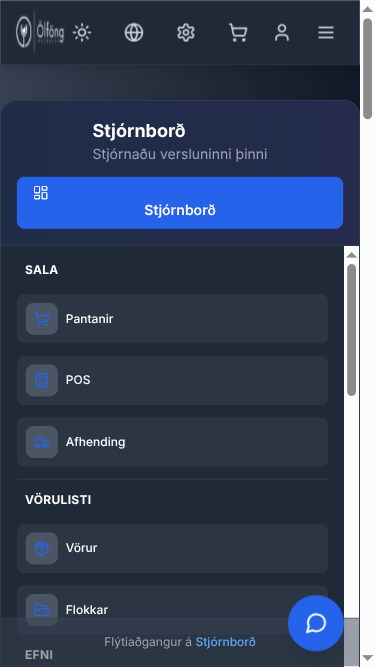 Ölföng
Stjórnborð
Stjórnaðu versluninni þinni
Stjórnborð
SALA
Pantanir
POS
Afhending
VÖRULISTI
Vörur
Flokkar
Flýtiaðgangur á Stjórnborð
EFNI